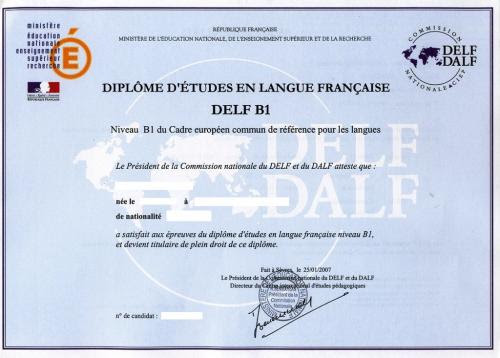 ministère
éducation
nationale
enseignement
supérieur
recherche
RÉPUBLIQUE FRANÇAISE
RÉPUBLIQUE FRANÇAISE
MINISTÈRE DE L'ÉDUCATION NATIONALE, DE L'ENSEIGNEMENT SUPÉRIEUR ET DE LA RECHERCHE
COMMISSION NATIONALE • CIEP
DELF
DALF
DIPLÔME D'ÉTUDES EN LANGUE FRANÇAISE
DELF B1
Niveau B1 du Cadre européen commun de référence pour les langues
DELF
DALF
Le Président de la Commission nationale du DELF et du DALF atteste que :
née le à
de nationalité
a satisfait aux épreuves du diplôme d'études en langue française niveau B1,
et devient titulaire de plein droit de ce diplôme.
Fait à Sèvres, le 25/01/2007
Le Président de la Commission nationale du DELF et du DALF
Directeur du Centre international d'études pédagogiques
Président de la
Commission
n° de candidat :